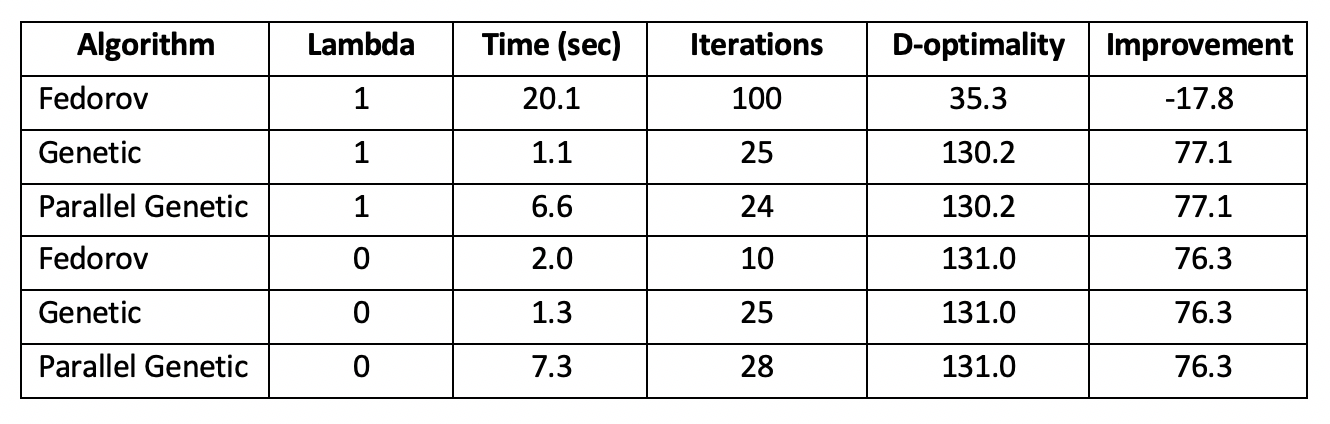 Algorithm Lambda Time (sec) Iterations D-optimality Improvement
Fedorov 1 20.1 100 35.3 -17.8
Genetic 1 1.1 25 130.2 77.1
Parallel Genetic 1 6.6 24 130.2 77.1
Fedorov 0 2.0 10 131.0 76.3
Genetic 0 1.3 25 131.0 76.3
Parallel Genetic 0 7.3 28 131.0 76.3